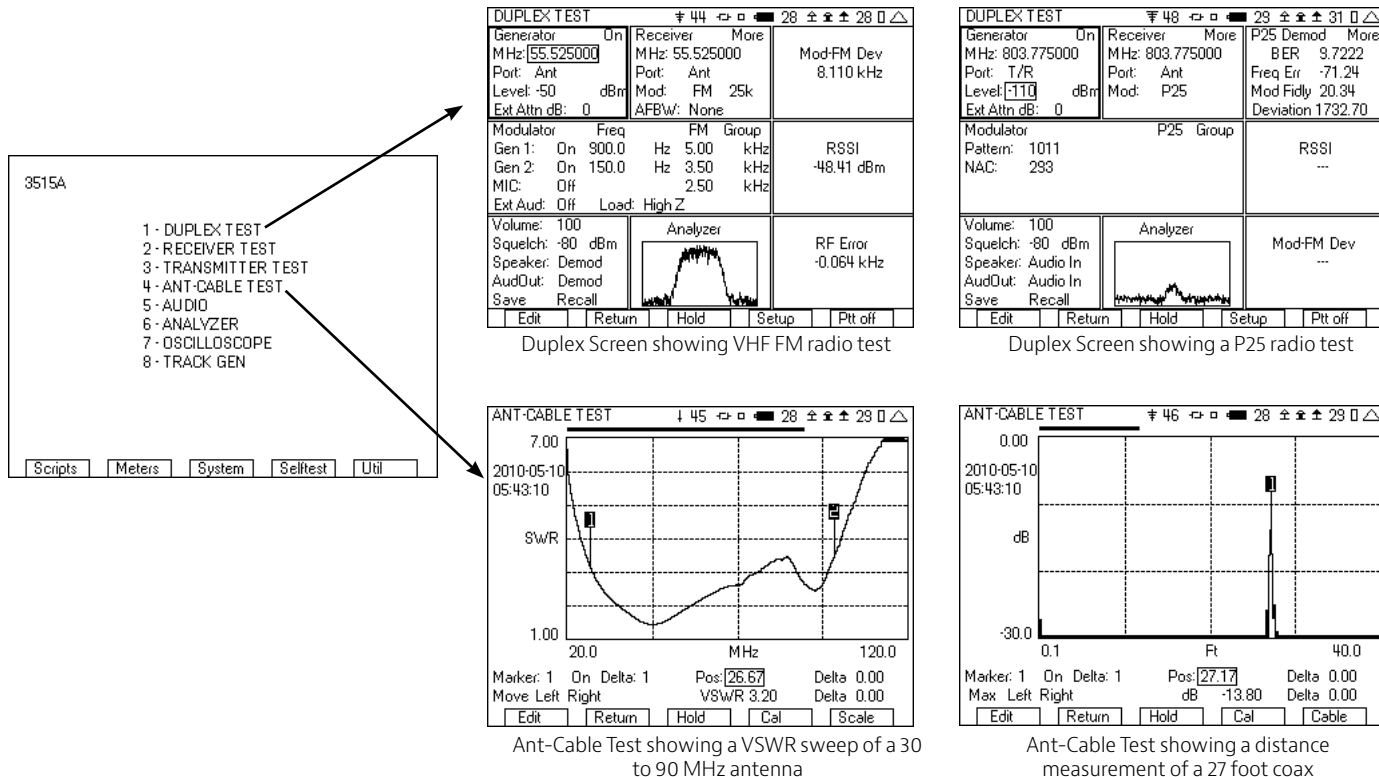 3515A
1 - DUPLEX TEST
2 - RECEIVER TEST
3 - TRANSMITTER TEST
4 - ANT-CABLE TEST
5 - AUDIO
6 - ANALYZER
7 - OSCILLOSCOPE
8 - TRACK GEN
Scripts Meters System Selftest Util
DUPLEX TEST 44 28 28
Generator On
MHz: 55.525000
Port: Ant
Level: -50 dBm
Ext Attn dB: 0
Receiver More
MHz: 55.525000
Port: Ant
Mod: FM 25k
AFBW: None
Mod-FM Dev
8.110 kHz
Modulator Freq FM Group
Gen 1: On 900.0 Hz 5.00 kHz
Gen 2: On 150.0 Hz 3.50 kHz
MIC: Off 2.50 kHz
Ext Aud: Off Load: High Z
RSSI
-48.41 dBm
Volume: 100
Squelch: -80 dBm
Speaker: Demod
AudOut: Demod
Save Recall
Analyzer
RF Error
-0.064 kHz
Edit Return Hold Setup Ptt off
Duplex Screen showing VHF FM radio test
DUPLEX TEST 48 29 31
Generator On
MHz: 803.775000
Port: T/R
Level: -110 dBm
Ext Attn dB: 0
Receiver More
MHz: 803.775000
Port: Ant
Mod: P25
P25 Demod More
BER 9.7222
Freq Err -71.24
Mod Fidly 20.34
Deviation 1732.70
Modulator P25 Group
Pattern: 1011
NAC: 293
RSSI
---
Volume: 100
Squelch: -80 dBm
Speaker: Audio In
AudOut: Audio In
Save Recall
Analyzer
Mod-FM Dev
---
Edit Return Hold Setup Ptt off
Duplex Screen showing a P25 radio test
ANT-CABLE TEST 45 28 29
7.00
2010-05-10
05:43:10
1
2
SWR
1.00
20.0 MHz 120.0
Marker: 1 On Delta: 1 Pos: 26.67 Delta 0.00
Move Left Right VSWR 3.20 Delta 0.00
Edit Return Hold Cal Scale
Ant-Cable Test showing a VSWR sweep of a 30
to 90 MHz antenna
ANT-CABLE TEST 46 28 29
0.00
2010-05-10
05:43:10
1
dB
-30.0
0.1 Ft 40.0
Marker: 1 On Delta: 1 Pos: 27.17 Delta 0.00
Max Left Right dB -13.80 Delta 0.00
Edit Return Hold Cal Cable
Ant-Cable Test showing a distance
measurement of a 27 foot coax